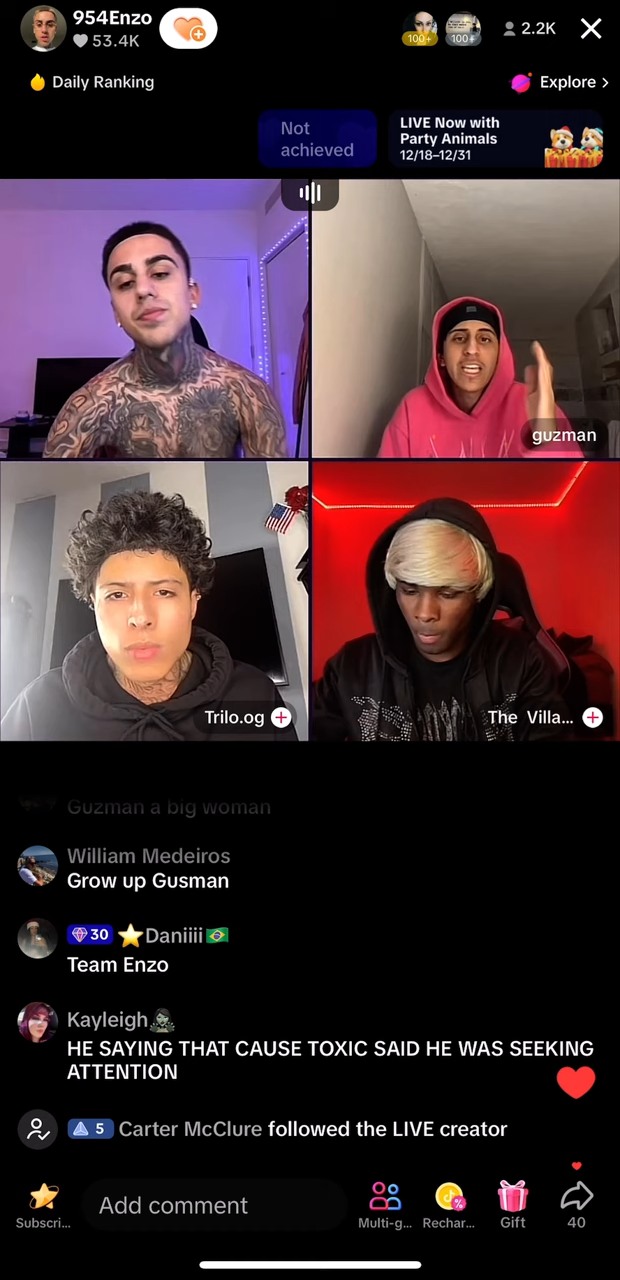 954Enzo
53.4K
100+
100+
2.2K
Daily Ranking
Explore >
Not
achieved
LIVE Now with
Party Animals
12/18–12/31
guzman
Trilo.og
The Villa...
Guzman a big woman
William Medeiros
Grow up Gusman
30 ⭐Daniiii🇧🇷
Team Enzo
Kayleigh🧟‍♀️
HE SAYING THAT CAUSE TOXIC SAID HE WAS SEEKING
ATTENTION
5 Carter McClure followed the LIVE creator
Add comment
Subscri...
Multi-g...
Rechar...
Gift
40